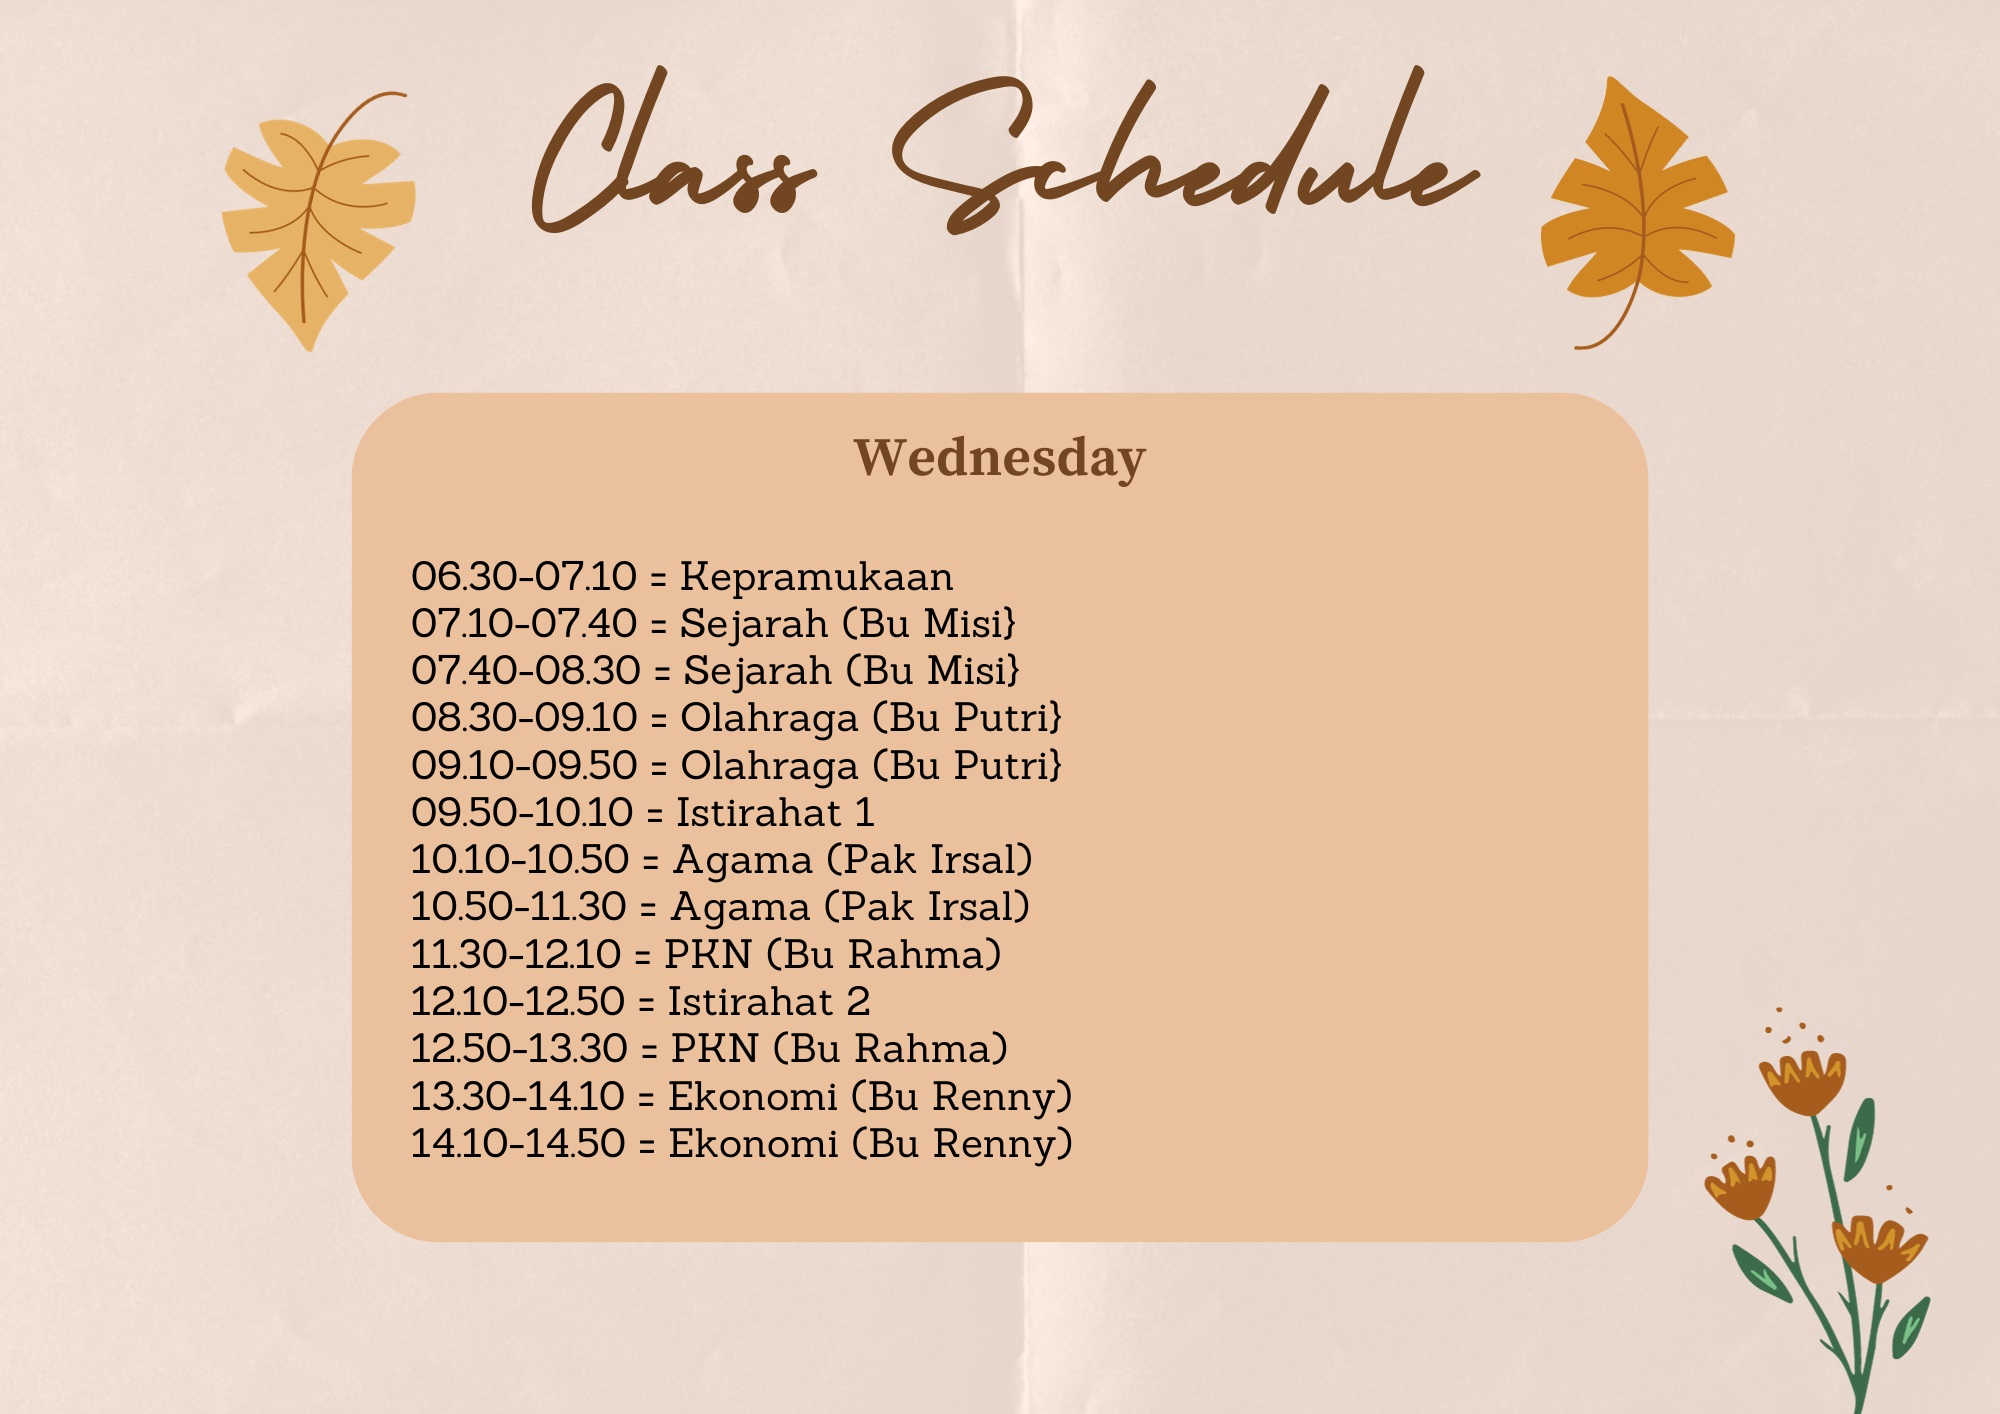 Class Schedule
Wednesday
06.30-07.10 = Kepramukaan
07.10-07.40 = Sejarah (Bu Misi}
07.40-08.30 = Sejarah (Bu Misi}
08.30-09.10 = Olahraga (Bu Putri}
09.10-09.50 = Olahraga (Bu Putri}
09.50-10.10 = Istirahat 1
10.10-10.50 = Agama (Pak Irsal)
10.50-11.30 = Agama (Pak Irsal)
11.30-12.10 = PKN (Bu Rahma)
12.10-12.50 = Istirahat 2
12.50-13.30 = PKN (Bu Rahma)
13.30-14.10 = Ekonomi (Bu Renny)
14.10-14.50 = Ekonomi (Bu Renny)